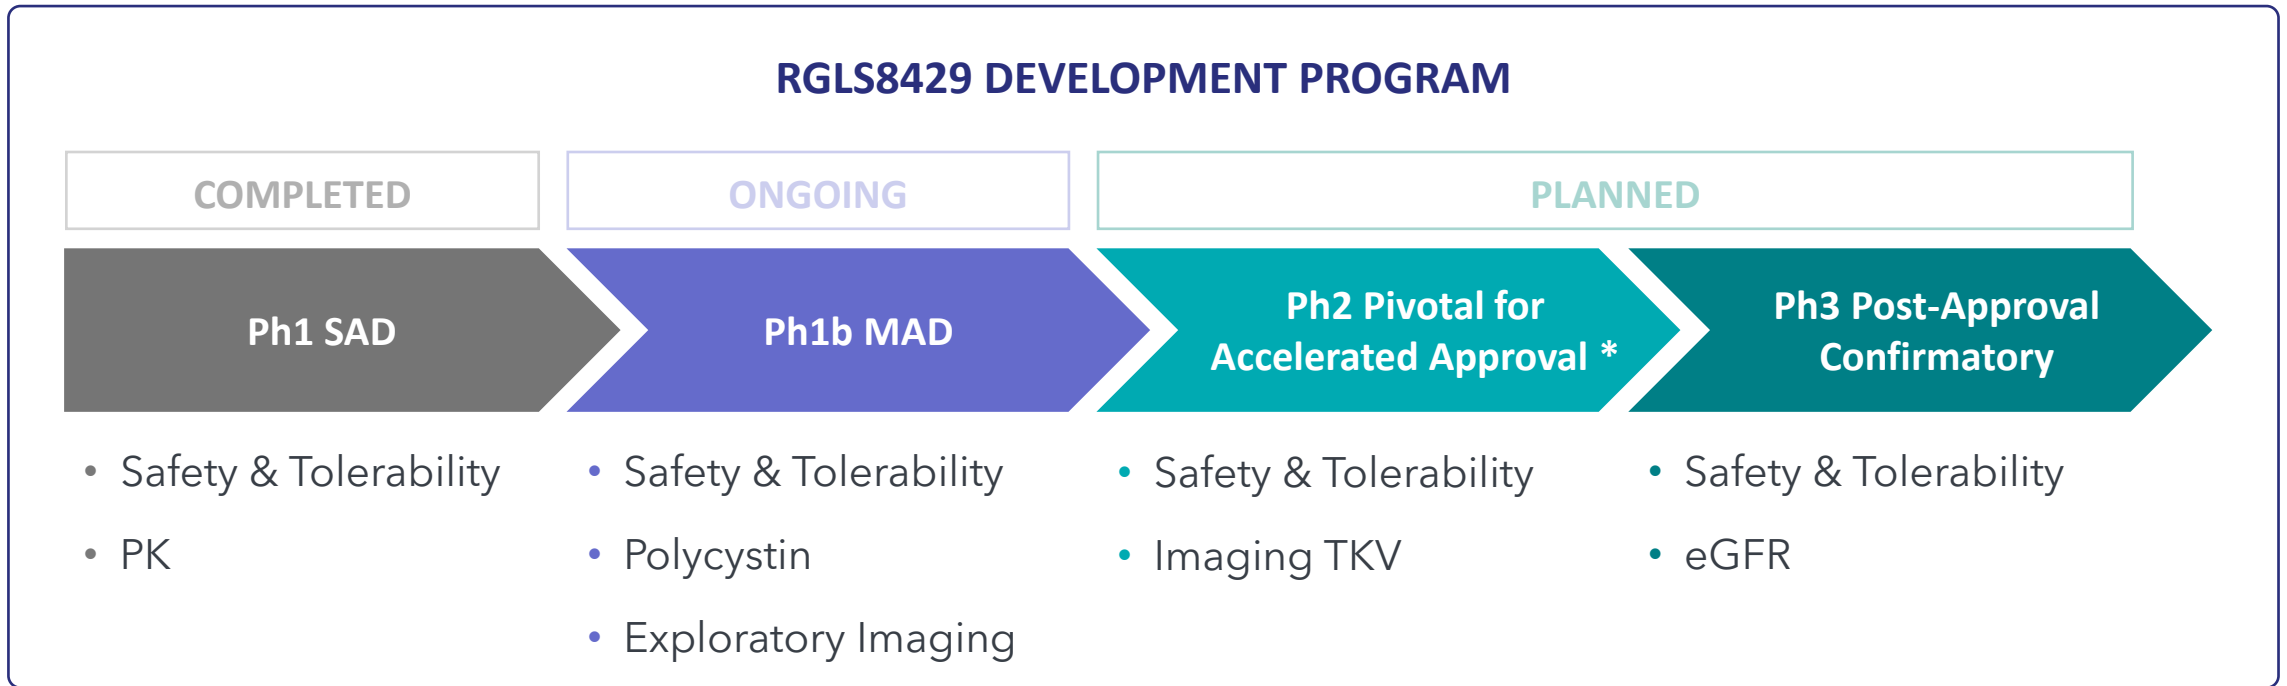 RGLS8429 DEVELOPMENT PROGRAM
COMPLETED
ONGOING
PLANNED
Ph1 SAD
Ph1b MAD
Ph2 Pivotal for
Accelerated Approval *
Ph3 Post-Approval
Confirmatory
• Safety & Tolerability
• PK
• Safety & Tolerability
• Polycystin
• Exploratory Imaging
• Safety & Tolerability
• Imaging TKV
• Safety & Tolerability
• eGFR